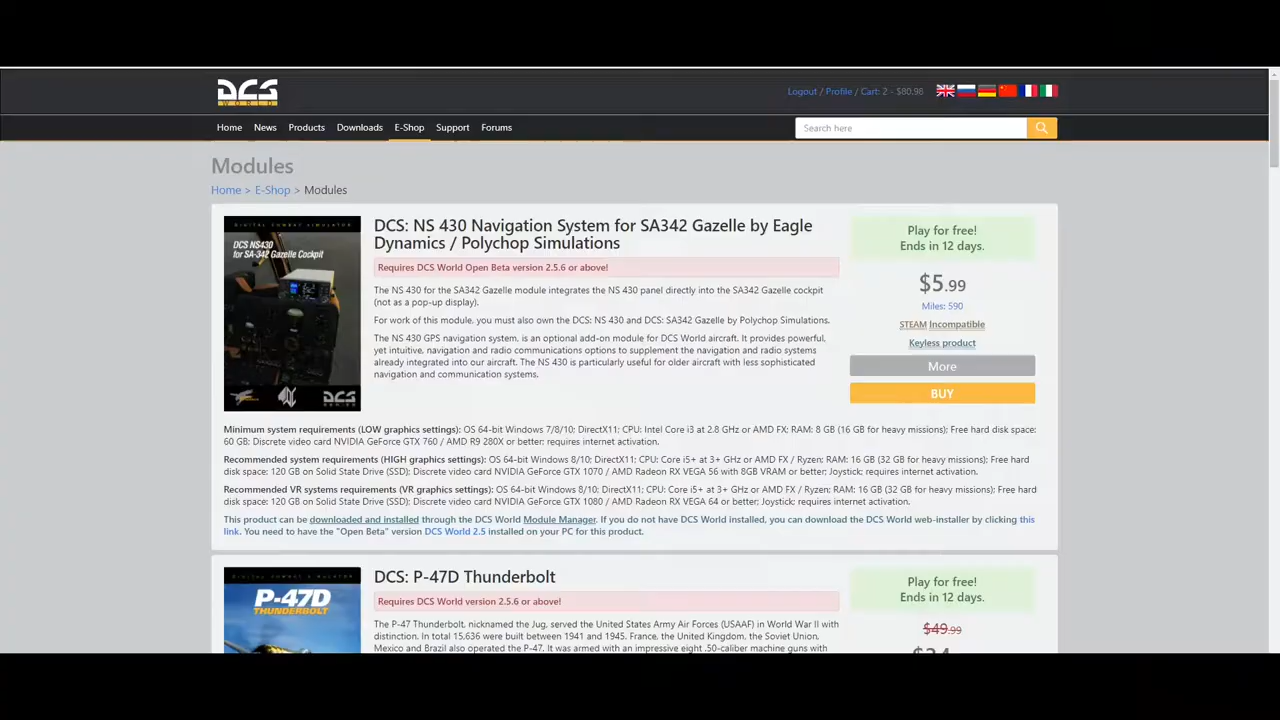 DCS
WORLD
Logout / Profile / Cart: 2 - $80.98
Home News Products Downloads E-Shop Support Forums
Search here
Modules
Home > E-Shop > Modules
DIGITAL COMBAT SIMULATOR
DCS NS430
for SA-342 Gazelle Cockpit
DCS
DCS: NS 430 Navigation System for SA342 Gazelle by Eagle
Dynamics / Polychop Simulations
Requires DCS World Open Beta version 2.5.6 or above!
The NS 430 for the SA342 Gazelle module integrates the NS 430 panel directly into the SA342 Gazelle cockpit
(not as a pop-up display).
For work of this module, you must also own the DCS: NS 430 and DCS: SA342 Gazelle by Polychop Simulations.
The NS 430 GPS navigation system, is an optional add-on module for DCS World aircraft. It provides powerful,
yet intuitive, navigation and radio communications options to supplement the navigation and radio systems
already integrated into our aircraft. The NS 430 is particularly useful for older aircraft with less sophisticated
navigation and communication systems.
Play for free!
Ends in 12 days.
$5.99
Miles: 590
STEAM Incompatible
Keyless product
More
BUY
Minimum system requirements (LOW graphics settings): OS 64-bit Windows 7/8/10; DirectX11; CPU: Intel Core i3 at 2.8 GHz or AMD FX; RAM: 8 GB (16 GB for heavy missions); Free hard disk space:
60 GB; Discrete video card NVIDIA GeForce GTX 760 / AMD R9 280X or better; requires internet activation.
Recommended system requirements (HIGH graphics settings): OS 64-bit Windows 8/10; DirectX11; CPU: Core i5+ at 3+ GHz or AMD FX / Ryzen; RAM: 16 GB (32 GB for heavy missions); Free hard
disk space: 120 GB on Solid State Drive (SSD); Discrete video card NVIDIA GeForce GTX 1070 / AMD Radeon RX VEGA 56 with 8GB VRAM or better; Joystick; requires internet activation.
Recommended VR systems requirements (VR graphics settings): OS 64-bit Windows 8/10; DirectX11; CPU: Core i5+ at 3+ GHz or AMD FX / Ryzen; RAM: 16 GB (32 GB for heavy missions); Free hard
disk space: 120 GB on Solid State Drive (SSD); Discrete video card NVIDIA GeForce GTX 1080 / AMD Radeon RX VEGA 64 or better; Joystick; requires internet activation.
This product can be downloaded and installed through the DCS World Module Manager. If you do not have DCS World installed, you can download the DCS World web-installer by clicking this
link. You need to have the "Open Beta" version DCS World 2.5 installed on your PC for this product.
P-47D
THUNDERBOLT
DCS: P-47D Thunderbolt
Requires DCS World version 2.5.6 or above!
The P-47 Thunderbolt, nicknamed the Jug, served the United States Army Air Forces (USAAF) in World War II with
distinction. In total 15,636 were built between 1941 and 1945. France, the United Kingdom, the Soviet Union,
Mexico and Brazil also operated the P-47. It was armed with an impressive eight .50-caliber machine guns with
Play for free!
Ends in 12 days.
$49.99